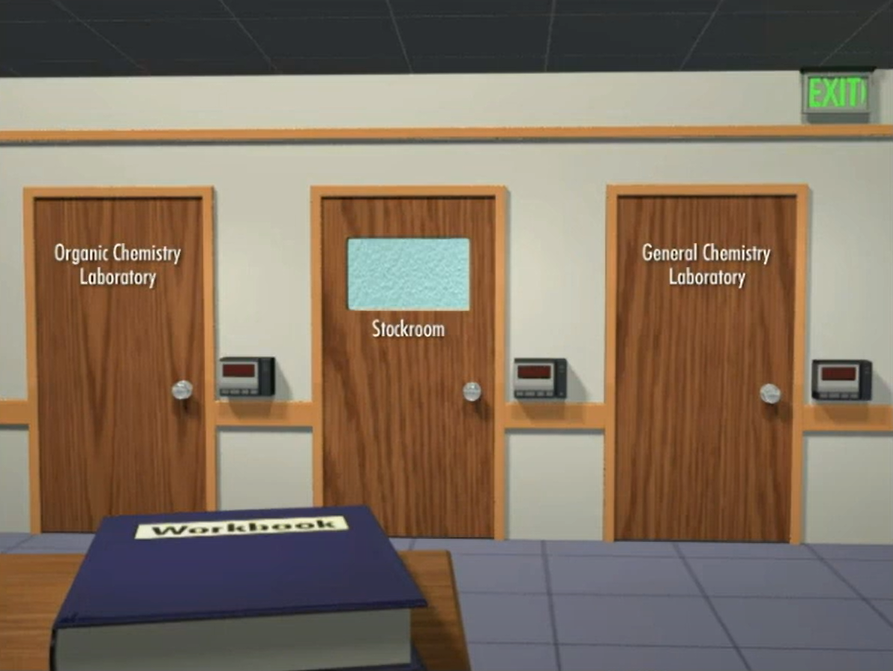 EXIT
Organic Chemistry
Laboratory
Stockroom
General Chemistry
Laboratory
Workbook